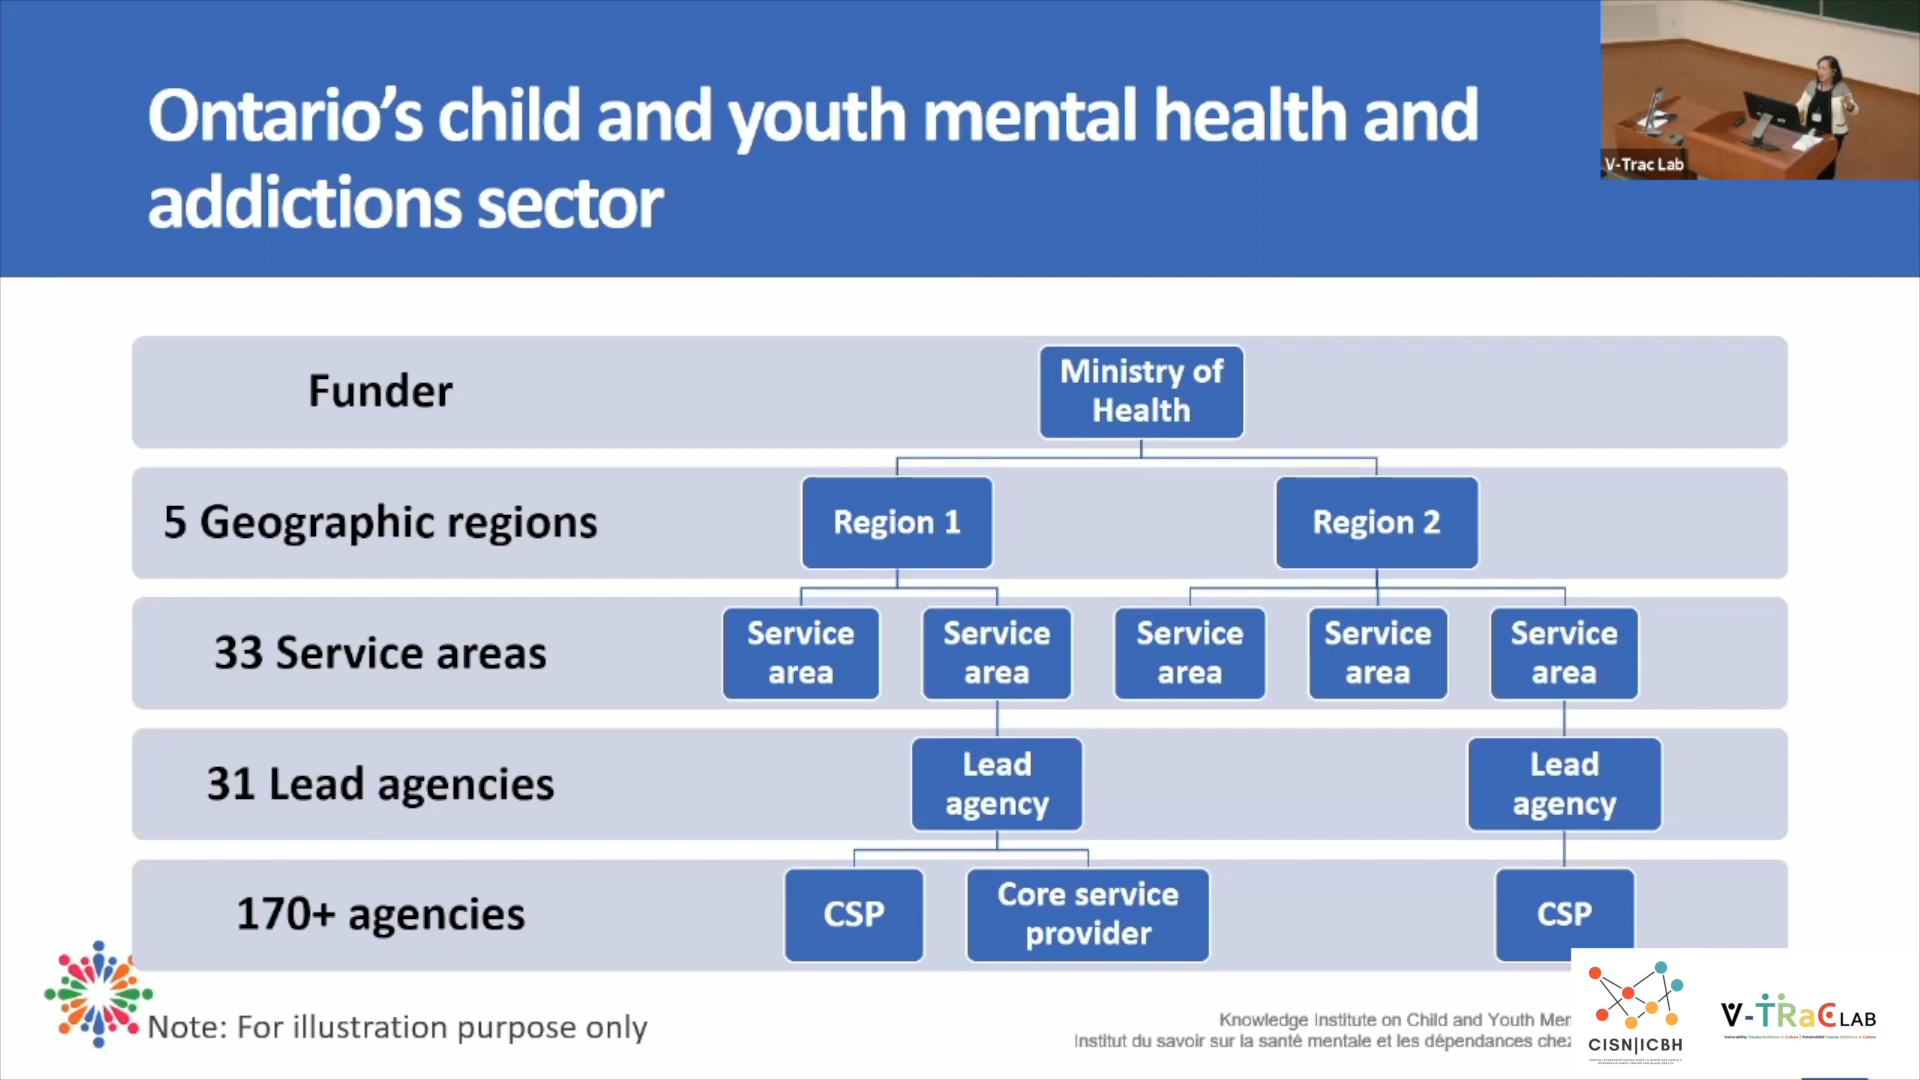 Ontario's child and youth mental health and
addictions sector
V-Trac Lab
Funder
Ministry of
Health
5 Geographic regions
Region 1
Region 2
33 Service areas
Service
area
Service
area
Service
area
Service
area
Service
area
31 Lead agencies
Lead
agency
Lead
agency
170+ agencies
CSP
Core service
provider
CSP
Note: For illustration purpose only
Knowledge Institute on Child and Youth Men
Institut du savoir sur la santé mentale et les dépendances chez
CISN|ICBH
V-TRaC LAB